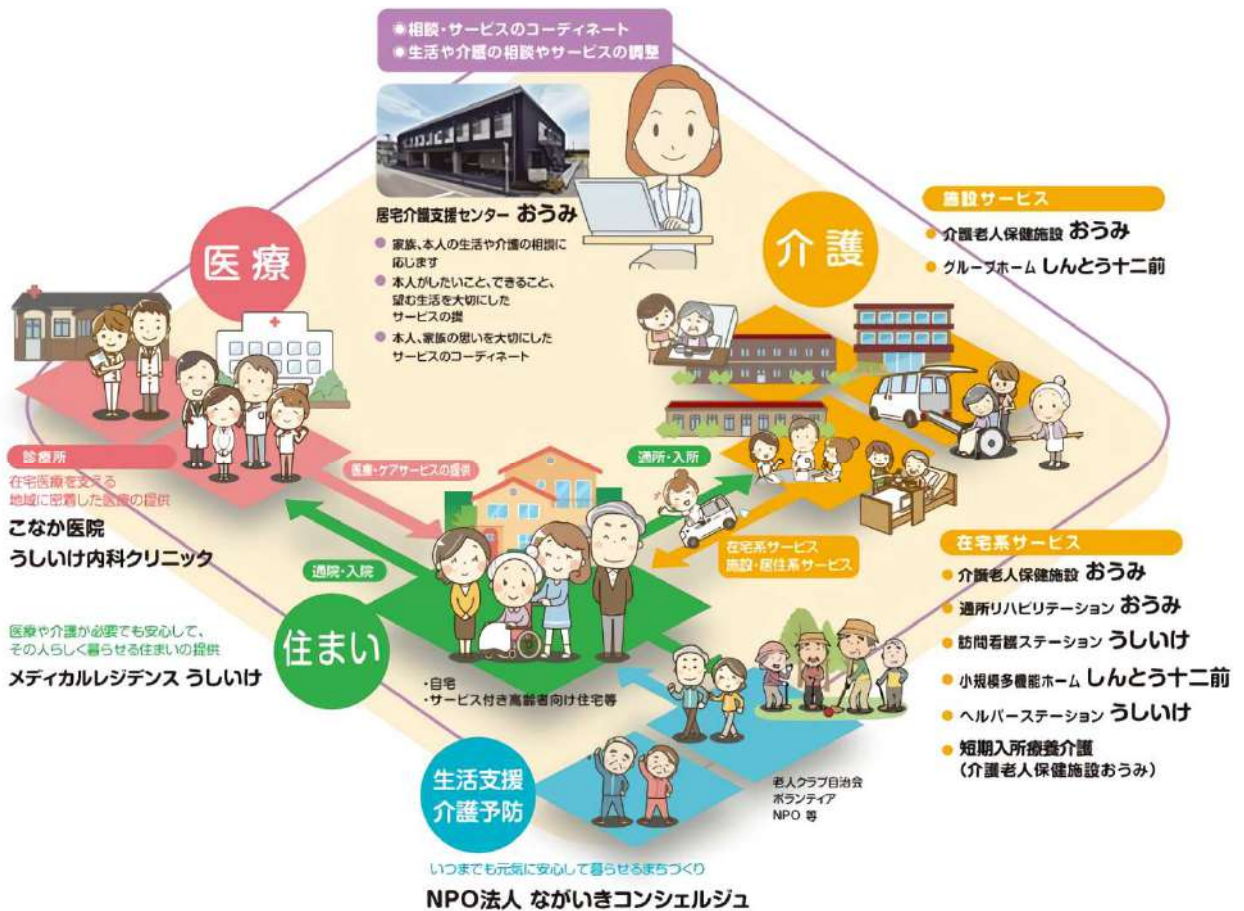 ◉相談・サービスのコーディネート
◉生活や介護の相談やサービスの調整
居宅介護支援センター おうみ
● 家族、本人の生活や介護の相談に
応じます
● 本人がしたいこと、できること、
望む生活を大切にした
サービスの提
● 本人、家族の思いを大切にした
サービスのコーディネート
医療
介護
施設サービス
● 介護老人保健施設 おうみ
● グループホーム しんとう十二前
診療所
在宅医療を支える
地域に密着した医療の提供
こなか医院
うしいけ内科クリニック
医療・ケアサービスの提供
通院・入院
通所・入所
在宅系サービス
施設・居住系サービス
在宅系サービス
● 介護老人保健施設 おうみ
● 通所リハビリテーション おうみ
● 訪問看護ステーション うしいけ
● 小規模多機能ホーム しんとう十二前
● ヘルパーステーション うしいけ
● 短期入所療養介護
(介護老人保健施設おうみ)
医療や介護が必要でも安心して、
その人らしく暮らせる住まいの提供
メディカルレジデンス うしいけ
住まい
・自宅
・サービス付き高齢者向け住宅等
生活支援
介護予防
老人クラブ自治会
ボランティア
NPO 等
いつまでも元気に安心して暮らせるまちづくり
NPO法人 ながいきコンシェルジュ